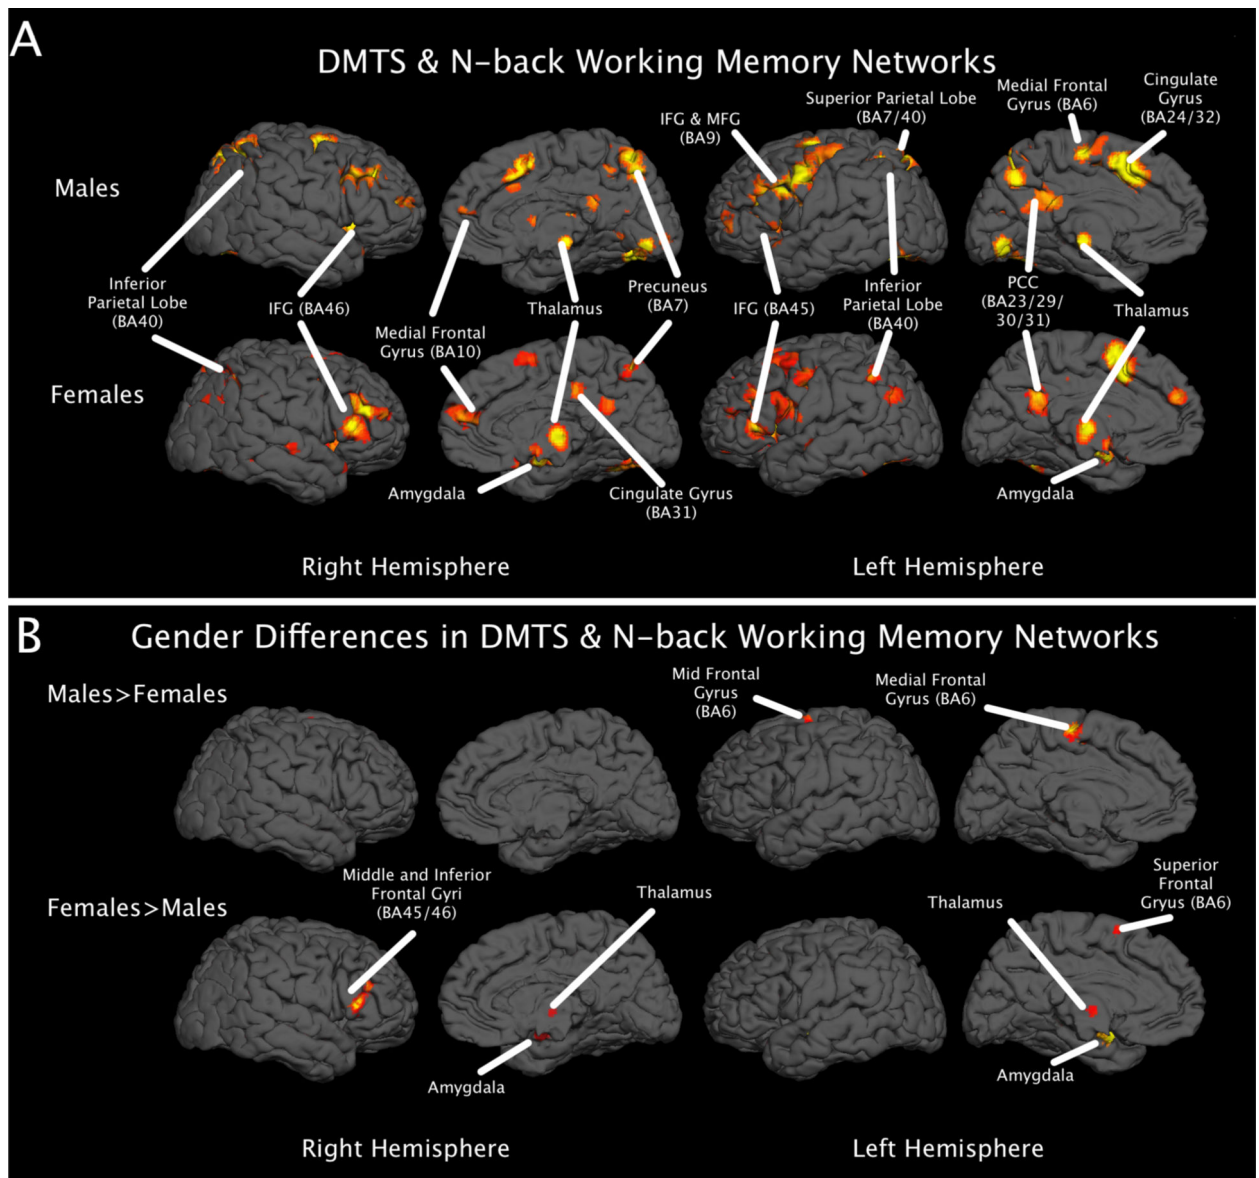 A
DMTS & N-back Working Memory Networks
Males
IFG & MFG
(BA9)
Superior Parietal Lobe
(BA7/40)
Medial Frontal
Gyrus (BA6)
Cingulate
Gyrus
(BA24/32)
Inferior
Parietal Lobe
(BA40)
IFG (BA46)
Medial Frontal
Gyrus (BA10)
Thalamus
Precuneus
(BA7)
IFG (BA45)
Inferior
Parietal Lobe
(BA40)
PCC
(BA23/29/
30/31)
Thalamus
Females
Amygdala
Cingulate Gyrus
(BA31)
Amygdala
Right Hemisphere
Left Hemisphere
B
Gender Differences in DMTS & N-back Working Memory Networks
Males>Females
Mid Frontal
Gyrus
(BA6)
Medial Frontal
Gyrus (BA6)
Females>Males
Middle and Inferior
Frontal Gyri
(BA45/46)
Thalamus
Amygdala
Thalamus
Superior
Frontal
Gryus (BA6)
Amygdala
Right Hemisphere
Left Hemisphere